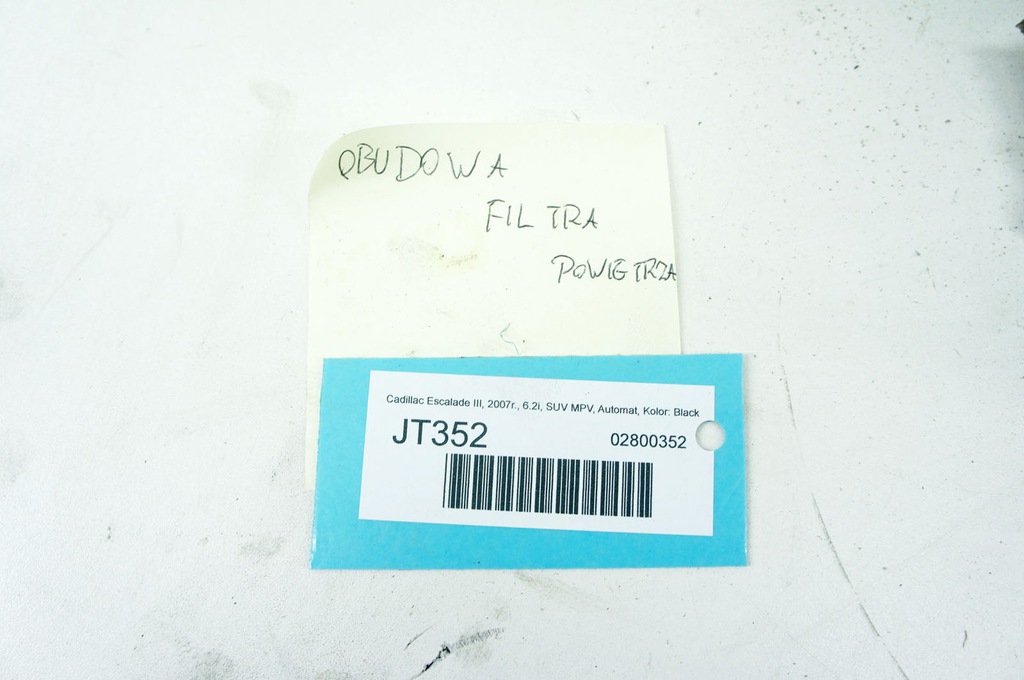 OBUDOWA
FILTRA
POWIETRZA
Cadillac Escalade III, 2007r., 6.2i, SUV MPV, Automat, Kolor: Black
JT352
02800352